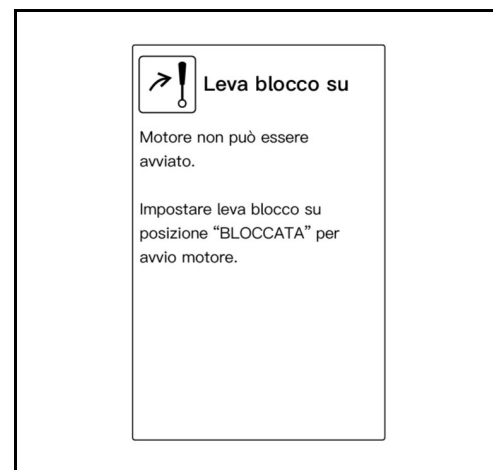 Leva blocco su
Motore non può essere
avviato.
Impostare leva blocco su
posizione “BLOCCATA” per
avvio motore.